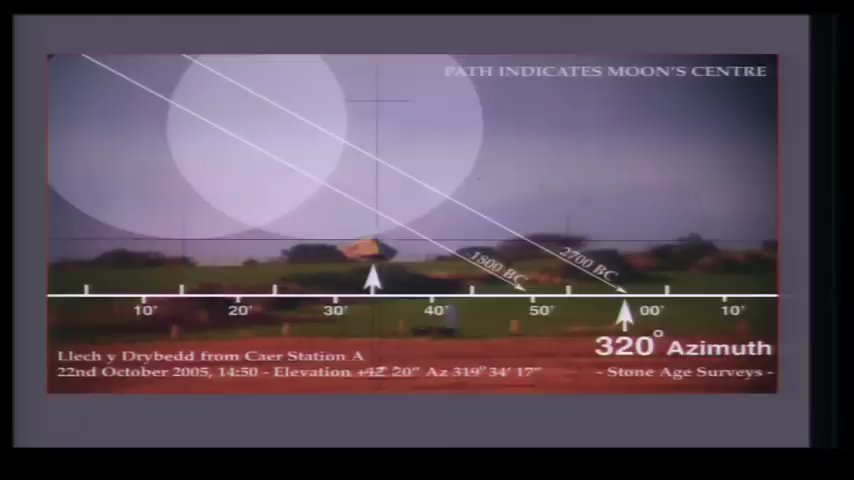 PATH INDICATES MOON'S CENTRE
1800 BC
2700 BC
10' 20' 30' 40' 50' 00' 10'
320° Azimuth
Llech y Drybedd from Caer Station A
22nd October 2005, 14:50 - Elevation +42' 20" Az 319° 34' 17"
- Stone Age Surveys -